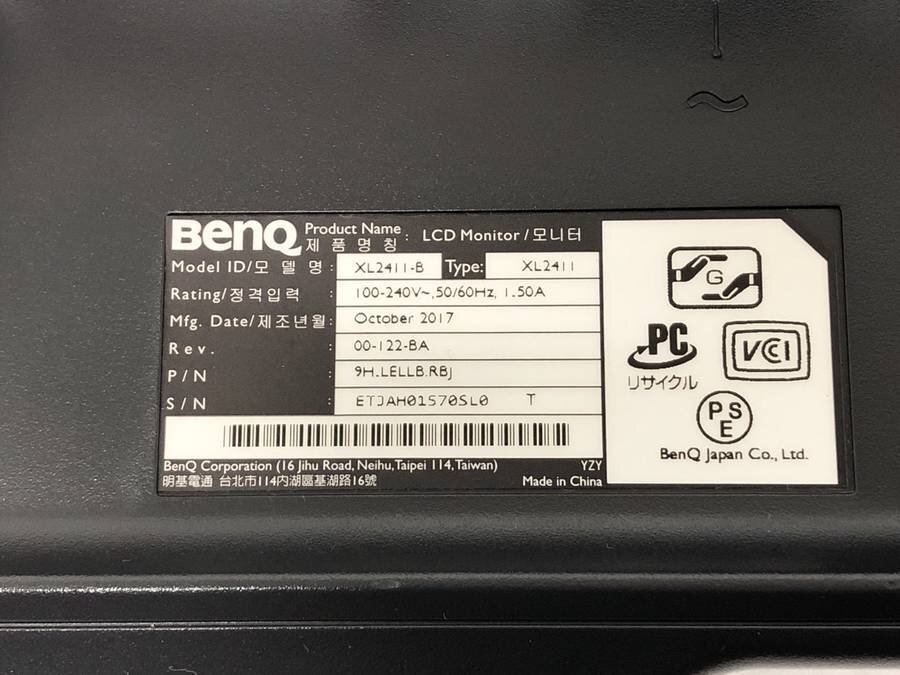 BenQ
Product Name : LCD Monitor / 모니터
제 품 명 칭
Model ID/모 델 명 : XL2411-B Type: XL2411
Rating/정격입력 : 100-240V~,50/60Hz, 1.50A
Mfg. Date/제조년월 : October 2017
Rev. : 00-122-BA
P/N : 9H.LELLB.RBJ
S/N : ETJAH01570SL0 T
BenQ Corporation (16 Jihu Road, Neihu,Taipei 114,Taiwan) YZY
明基電通 台北市114內湖區基湖路16號 Made in China
G
PC
リサイクル
VCCI
PSE
BenQ Japan Co., Ltd.